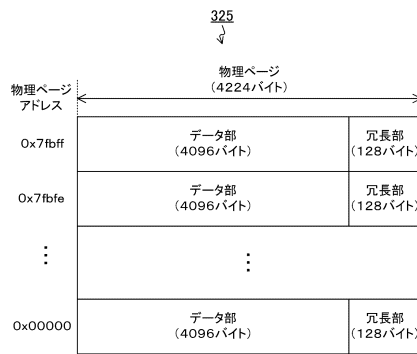 325
物理ページ
(4224バイト)
物理ページ
アドレス
0x7fbff
データ部
(4096バイト)
冗長部
(128バイト)
0x7fbfe
データ部
(4096バイト)
冗長部
(128バイト)
⋮
⋮
0x00000
データ部
(4096バイト)
冗長部
(128バイト)